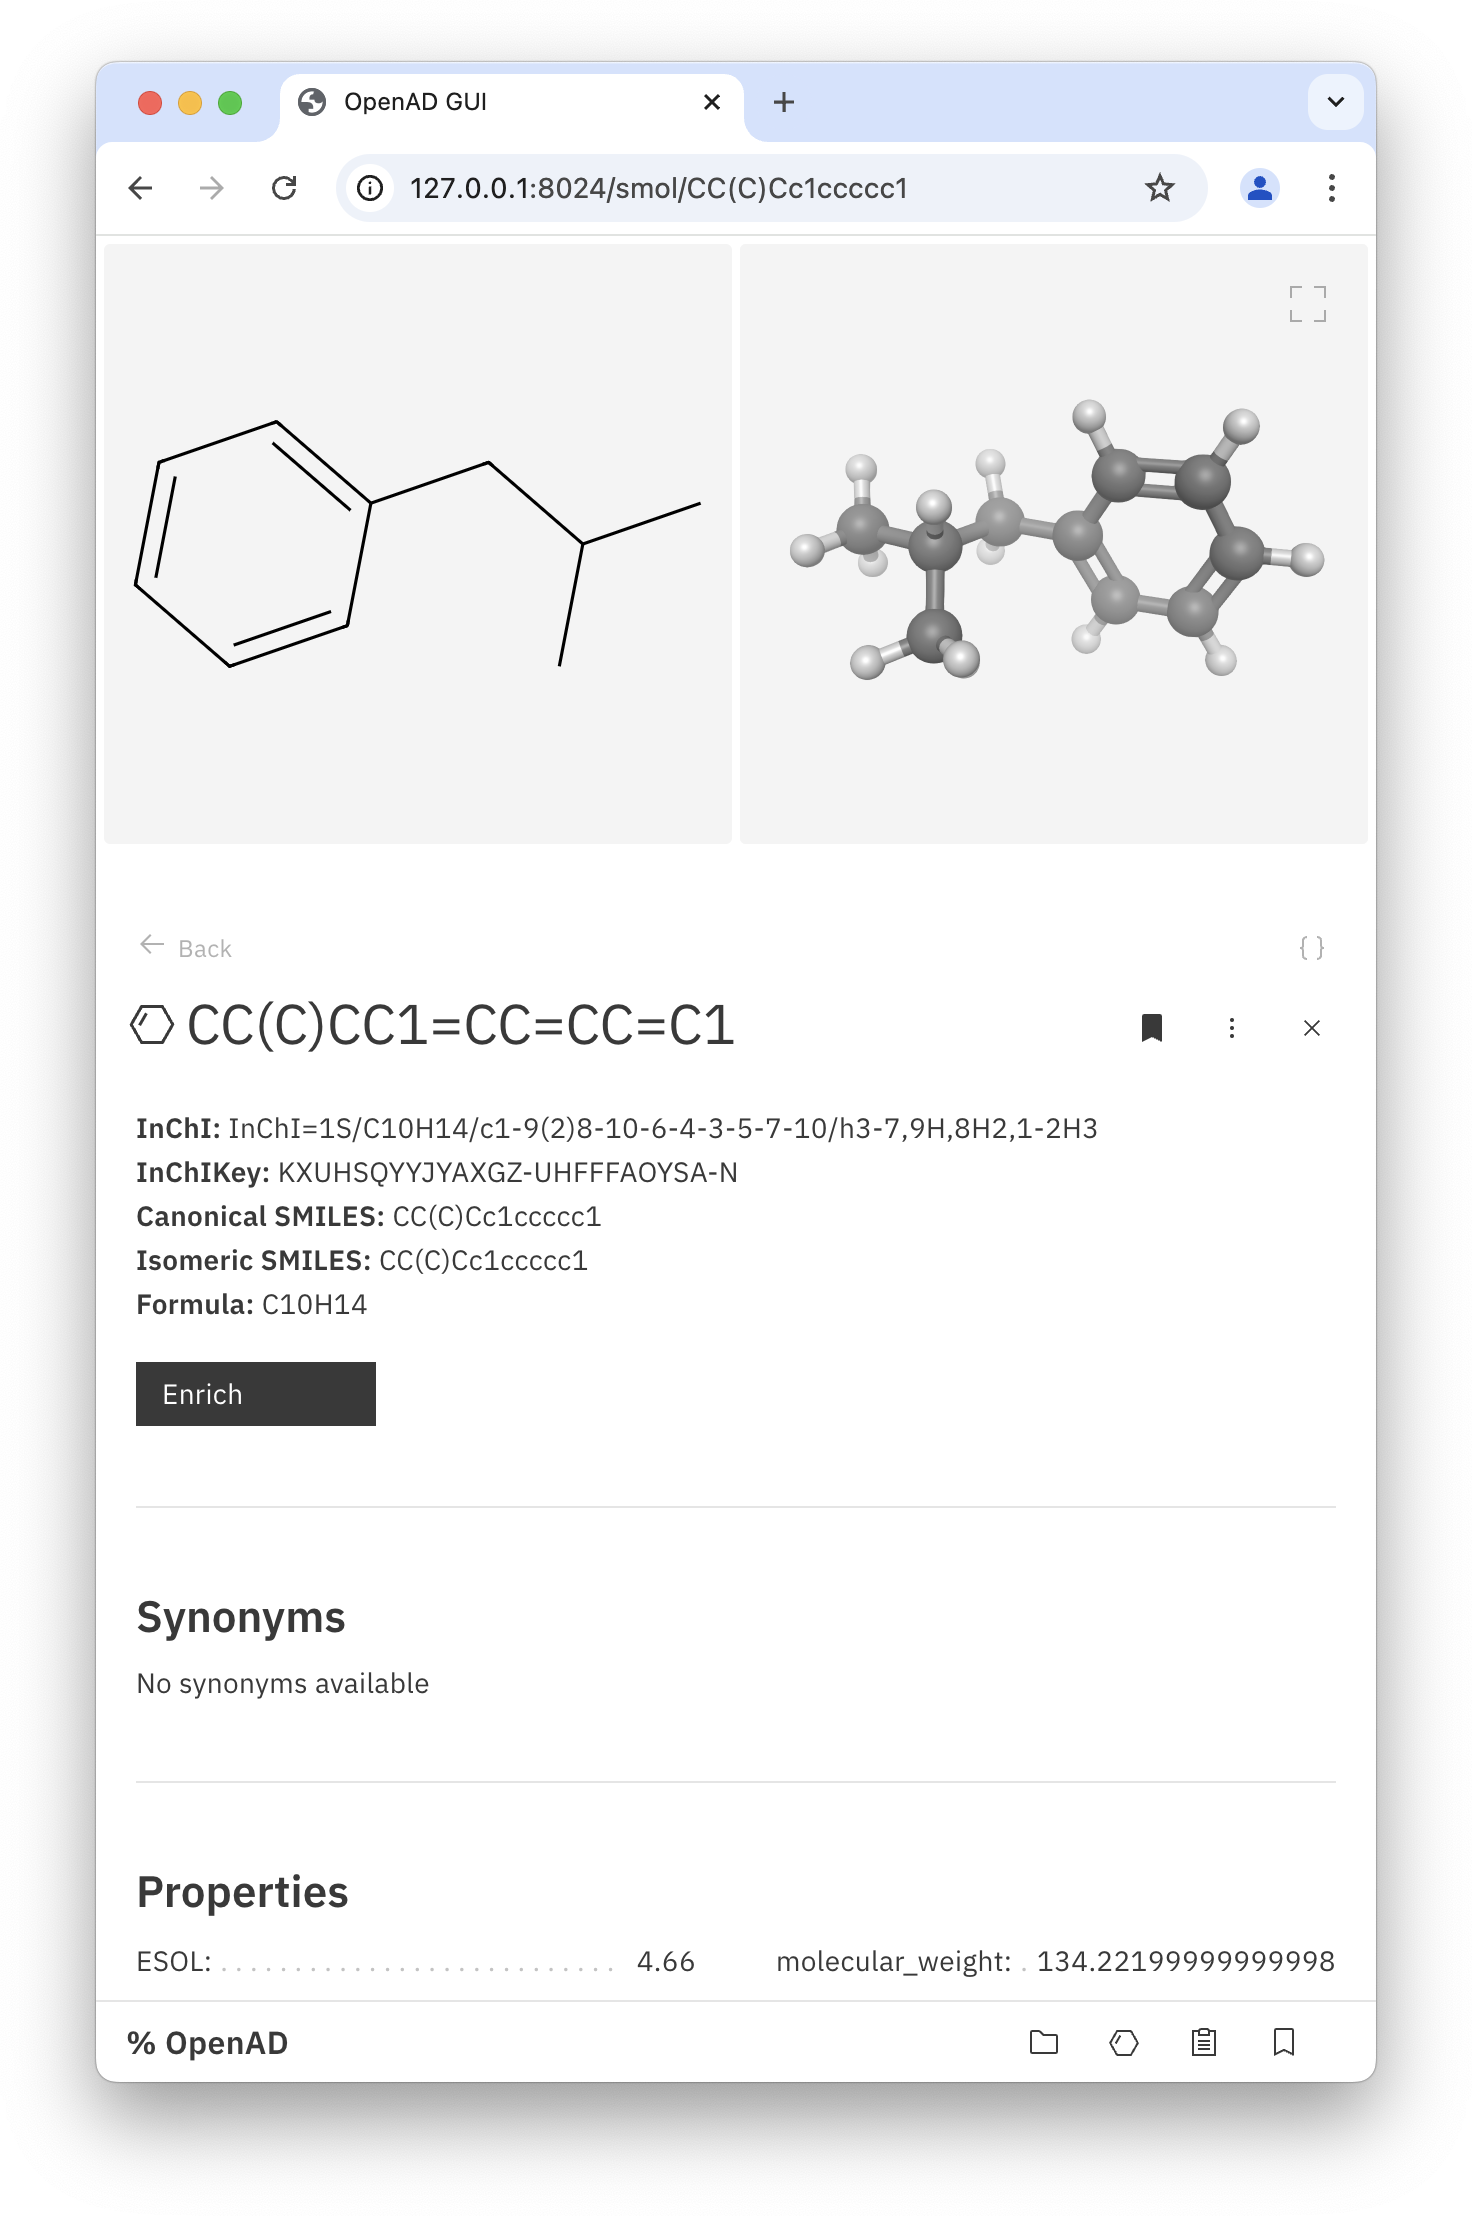 OpenAD GUI
127.0.0.1:8024/smol/CC(C)Cc1ccccc1
Back
{ }
CC(C)CC1=CC=CC=C1
InChI: InChI=1S/C10H14/c1-9(2)8-10-6-4-3-5-7-10/h3-7,9H,8H2,1-2H3
InChIKey: KXUHSQYYJYAXGZ-UHFFFAOYSA-N
Canonical SMILES: CC(C)Cc1ccccc1
Isomeric SMILES: CC(C)Cc1ccccc1
Formula: C10H14
Enrich
Synonyms
No synonyms available
Properties
ESOL: . . . . . . . . . . . . . . . . . . . . . . . . . . . 4.66 molecular_weight: . 134.22199999999998
% OpenAD